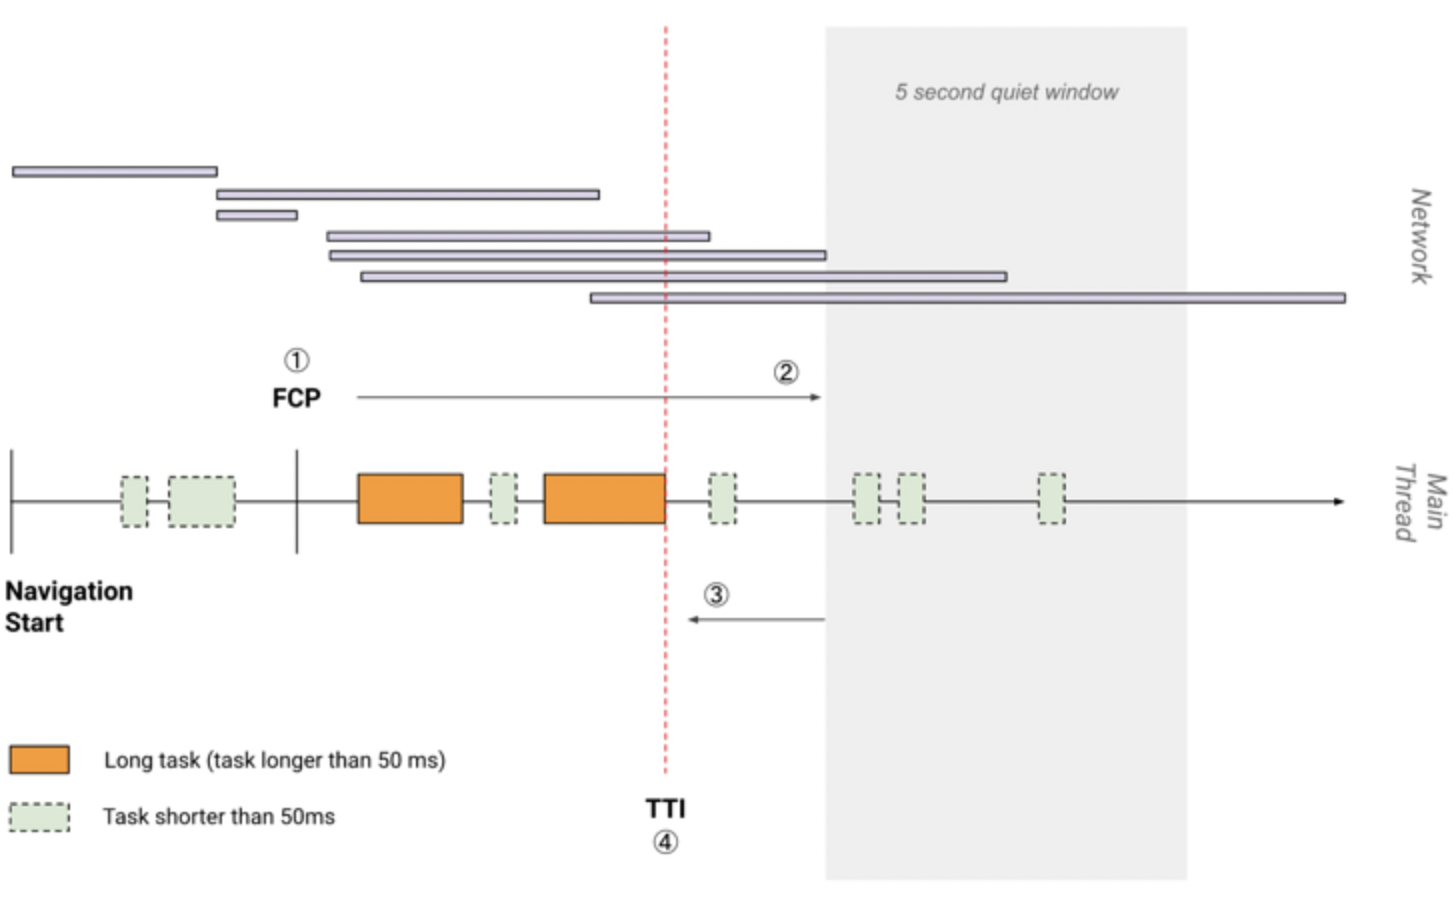 5 second quiet window
Network
①
FCP
②
Main
Thread
Navigation
Start
③
Long task (task longer than 50 ms)
Task shorter than 50ms
TTI
④